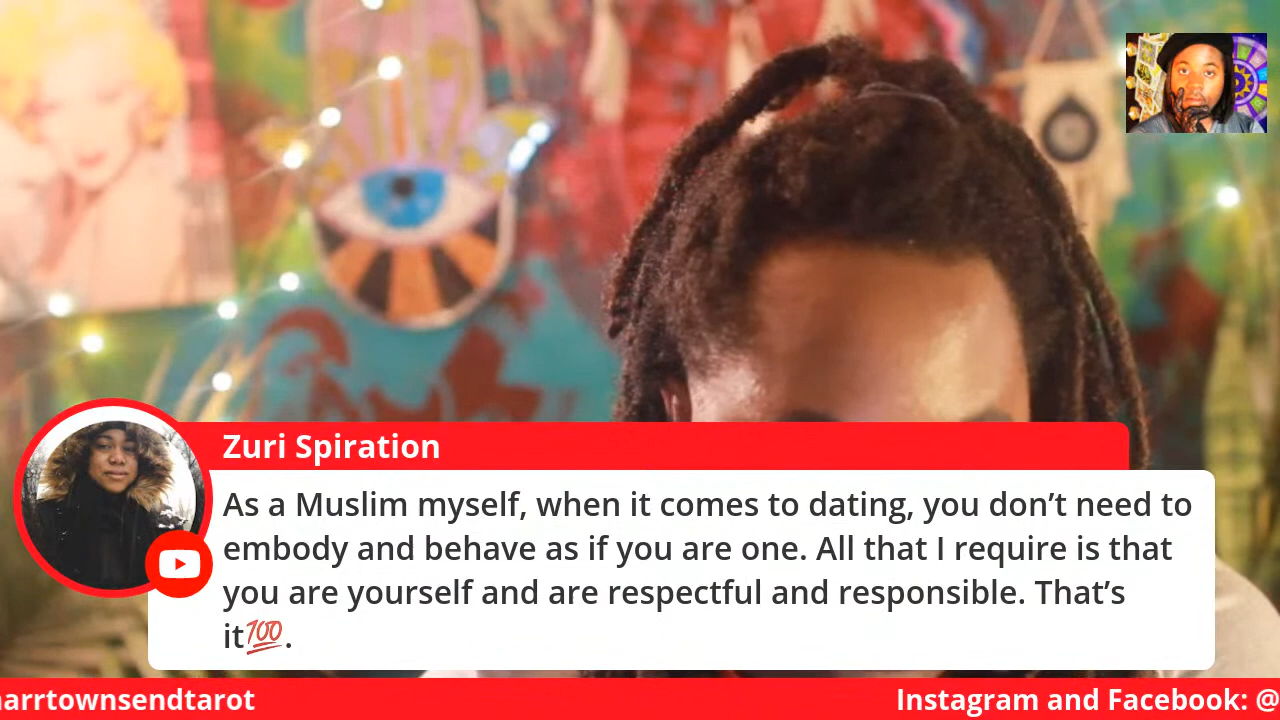 Zuri Spiration
As a Muslim myself, when it comes to dating, you don’t need to
embody and behave as if you are one. All that I require is that
you are yourself and are respectful and responsible. That’s
it💯.
arrtownsendtarot
Instagram and Facebook: @